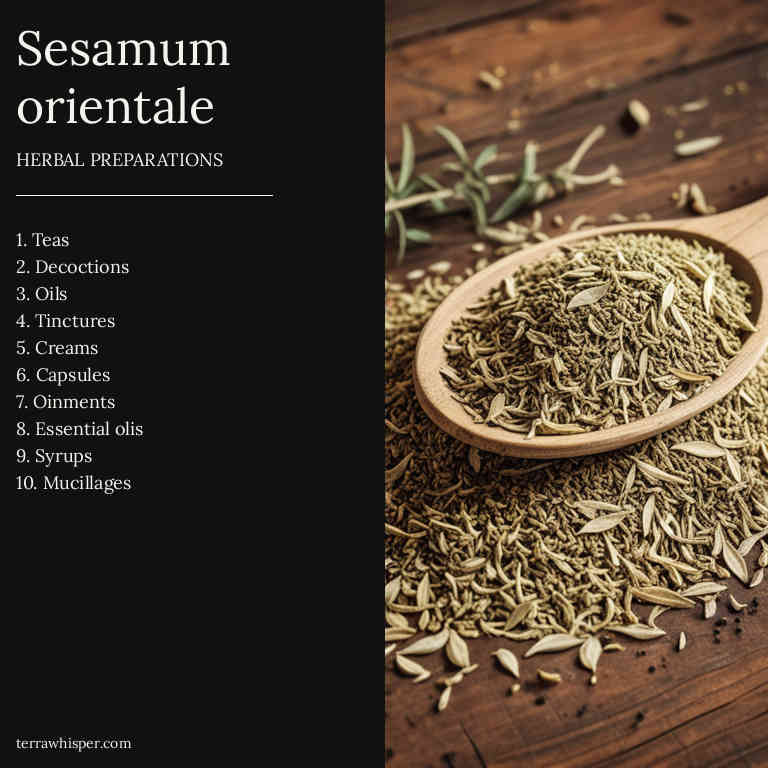 Sesamum
orientale
HERBAL PREPARATIONS
1. Teas
2. Decoctions
3. Oils
4. Tinctures
5. Creams
6. Capsules
7. Oinments
8. Essential olis
9. Syrups
10. Mucillages
terrawhisper.com